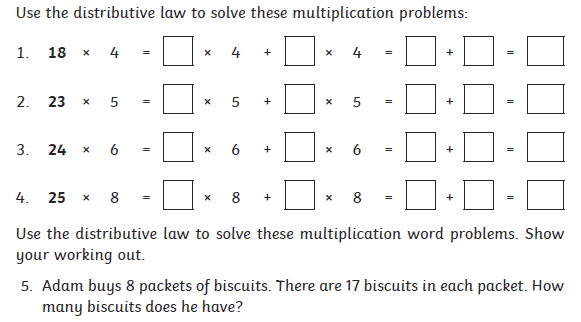 Use the distributive law to solve these multiplication problems:
1. 18 × 4 = × 4 + × 4 = + =
2. 23 × 5 = × 5 + × 5 = + =
3. 24 × 6 = × 6 + × 6 = + =
4. 25 × 8 = × 8 + × 8 = + =
Use the distributive law to solve these multiplication word problems. Show
your working out.
5. Adam buys 8 packets of biscuits. There are 17 biscuits in each packet. How
many biscuits does he have?